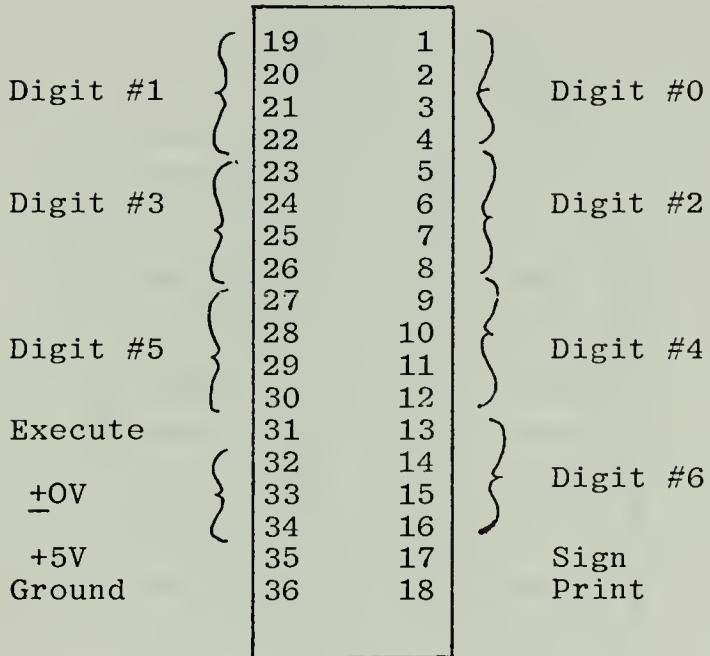 19 1
Digit #1 20 2 Digit #0
21 3
22 4
23 5
Digit #3 24 6 Digit #2
25 7
26 8
27 9
Digit #5 28 10 Digit #4
29 11
30 12
Execute 31 13
32 14 Digit #6
±OV 33 15
34 16
+5V 35 17 Sign
Ground 36 18 Print